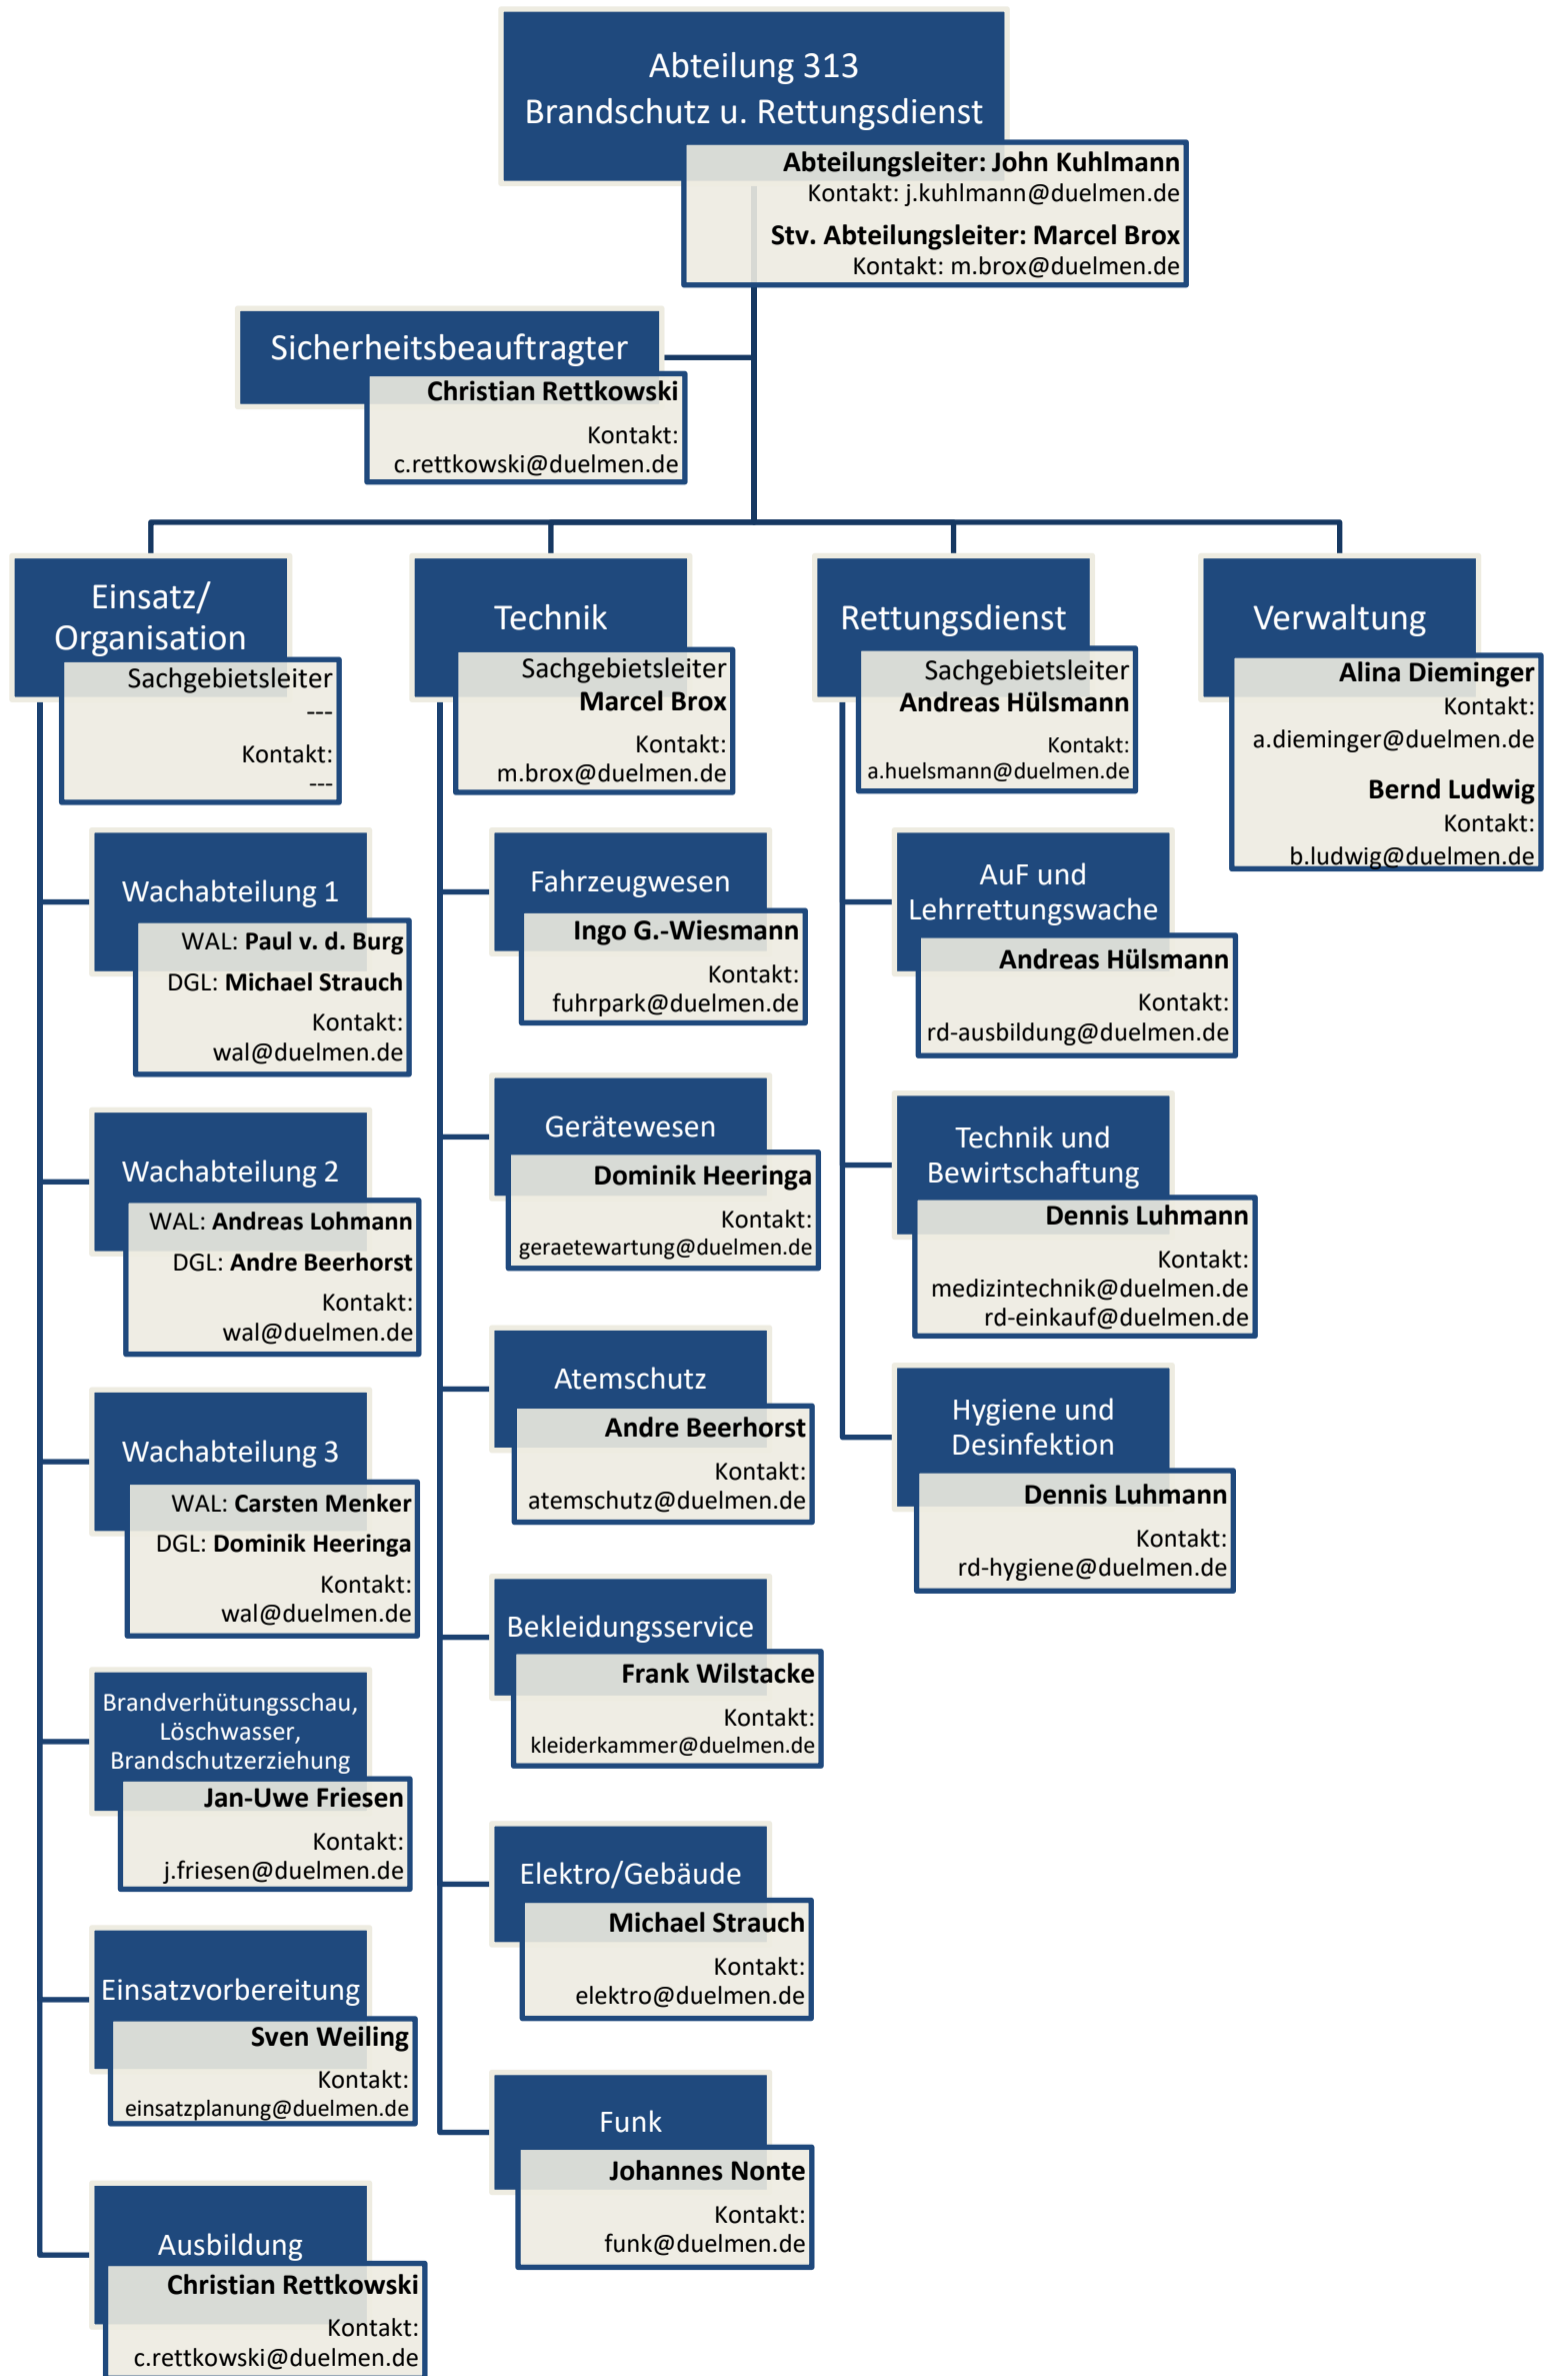 Abteilung 313
Brandschutz u. Rettungsdienst
Abteilungsleiter: John Kuhlmann
Kontakt: j.kuhlmann@duelmen.de
Stv. Abteilungsleiter: Marcel Brox
Kontakt: m.brox@duelmen.de
Sicherheitsbeauftragter
Christian Rettkowski
Kontakt:
c.rettkowski@duelmen.de
Einsatz/
Organisation
Sachgebietsleiter
---
Kontakt:
---
Wachabteilung 1
WAL: Paul v. d. Burg
DGL: Michael Strauch
Kontakt:
wal@duelmen.de
Wachabteilung 2
WAL: Andreas Lohmann
DGL: Andre Beerhorst
Kontakt:
wal@duelmen.de
Wachabteilung 3
WAL: Carsten Menker
DGL: Dominik Heeringa
Kontakt:
wal@duelmen.de
Brandverhütungsschau,
Löschwasser,
Brandschutzerziehung
Jan-Uwe Friesen
Kontakt:
j.friesen@duelmen.de
Einsatzvorbereitung
Sven Weiling
Kontakt:
einsatzplanung@duelmen.de
Ausbildung
Christian Rettkowski
Kontakt:
c.rettkowski@duelmen.de
Technik
Sachgebietsleiter
Marcel Brox
Kontakt:
m.brox@duelmen.de
Fahrzeugwesen
Ingo G.-Wiesmann
Kontakt:
fuhrpark@duelmen.de
Gerätewesen
Dominik Heeringa
Kontakt:
geraetewartung@duelmen.de
Atemschutz
Andre Beerhorst
Kontakt:
atemschutz@duelmen.de
Bekleidungsservice
Frank Wilstacke
Kontakt:
kleiderkammer@duelmen.de
Elektro/Gebäude
Michael Strauch
Kontakt:
elektro@duelmen.de
Funk
Johannes Nonte
Kontakt:
funk@duelmen.de
Rettungsdienst
Sachgebietsleiter
Andreas Hülsmann
Kontakt:
a.huelsmann@duelmen.de
AuF und
Lehrrettungswache
Andreas Hülsmann
Kontakt:
rd-ausbildung@duelmen.de
Technik und
Bewirtschaftung
Dennis Luhmann
Kontakt:
medizintechnik@duelmen.de
rd-einkauf@duelmen.de
Hygiene und
Desinfektion
Dennis Luhmann
Kontakt:
rd-hygiene@duelmen.de
Verwaltung
Alina Dieminger
Kontakt:
a.dieminger@duelmen.de
Bernd Ludwig
Kontakt:
b.ludwig@duelmen.de